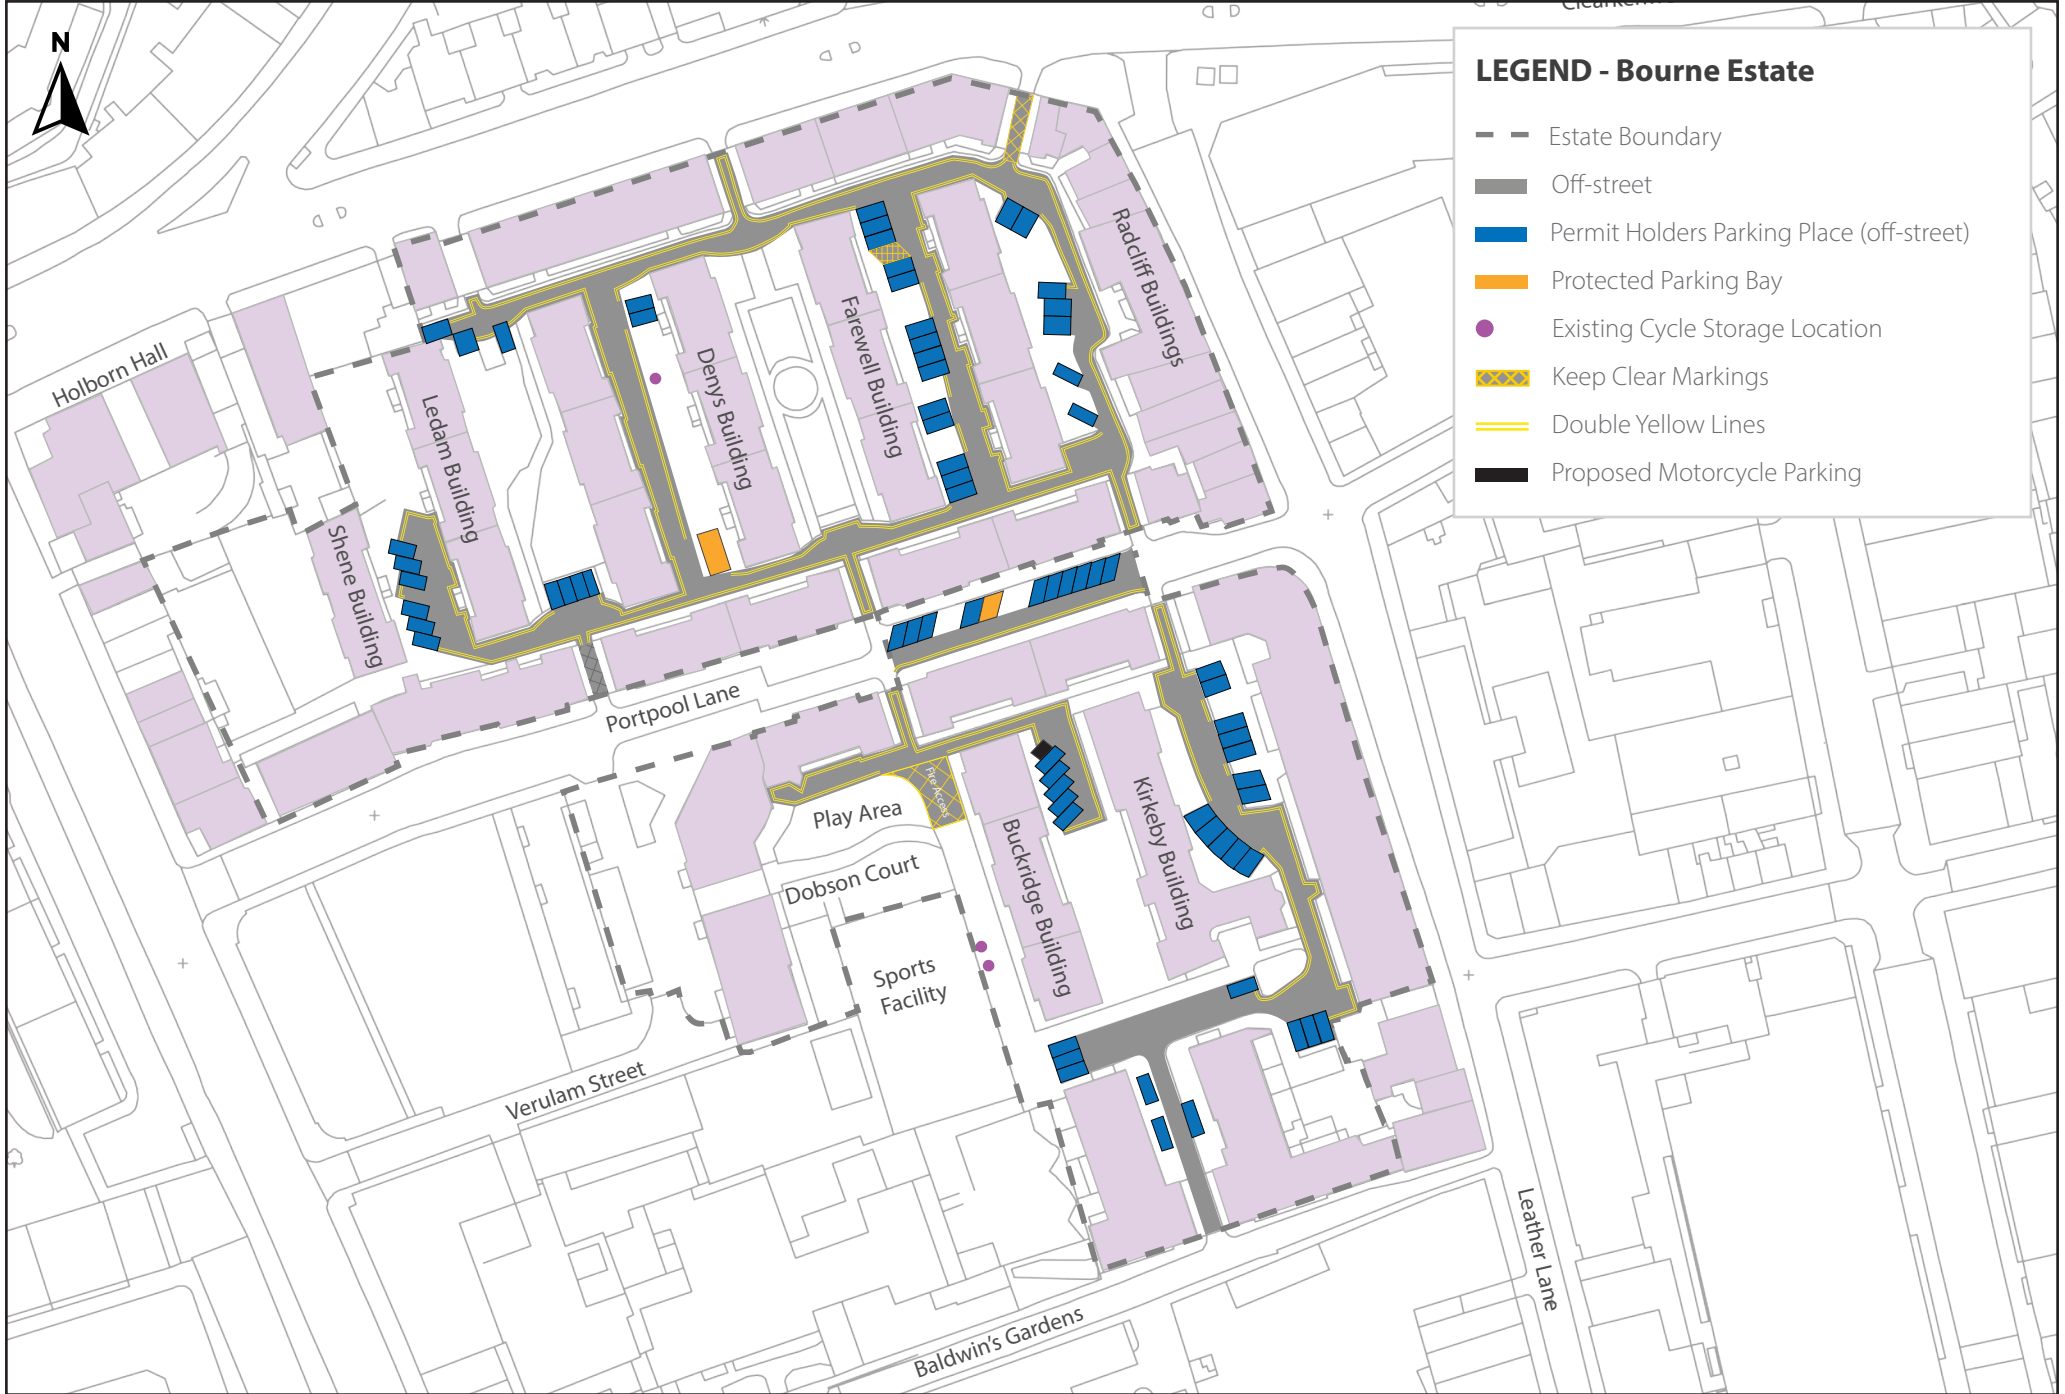 N
LEGEND - Bourne Estate
Estate Boundary
Off-street
Permit Holders Parking Place (off-street)
Protected Parking Bay
Existing Cycle Storage Location
Keep Clear Markings
Double Yellow Lines
Proposed Motorcycle Parking
Holborn Hall
Radcliff Buildings
Farewell Building
Denys Building
Ledam Building
Shene Building
Portpool Lane
Fire Access
Play Area
Dobson Court
Buckridge Building
Kirkeby Building
Sports
Facility
Verulam Street
Leather Lane
Baldwin's Gardens